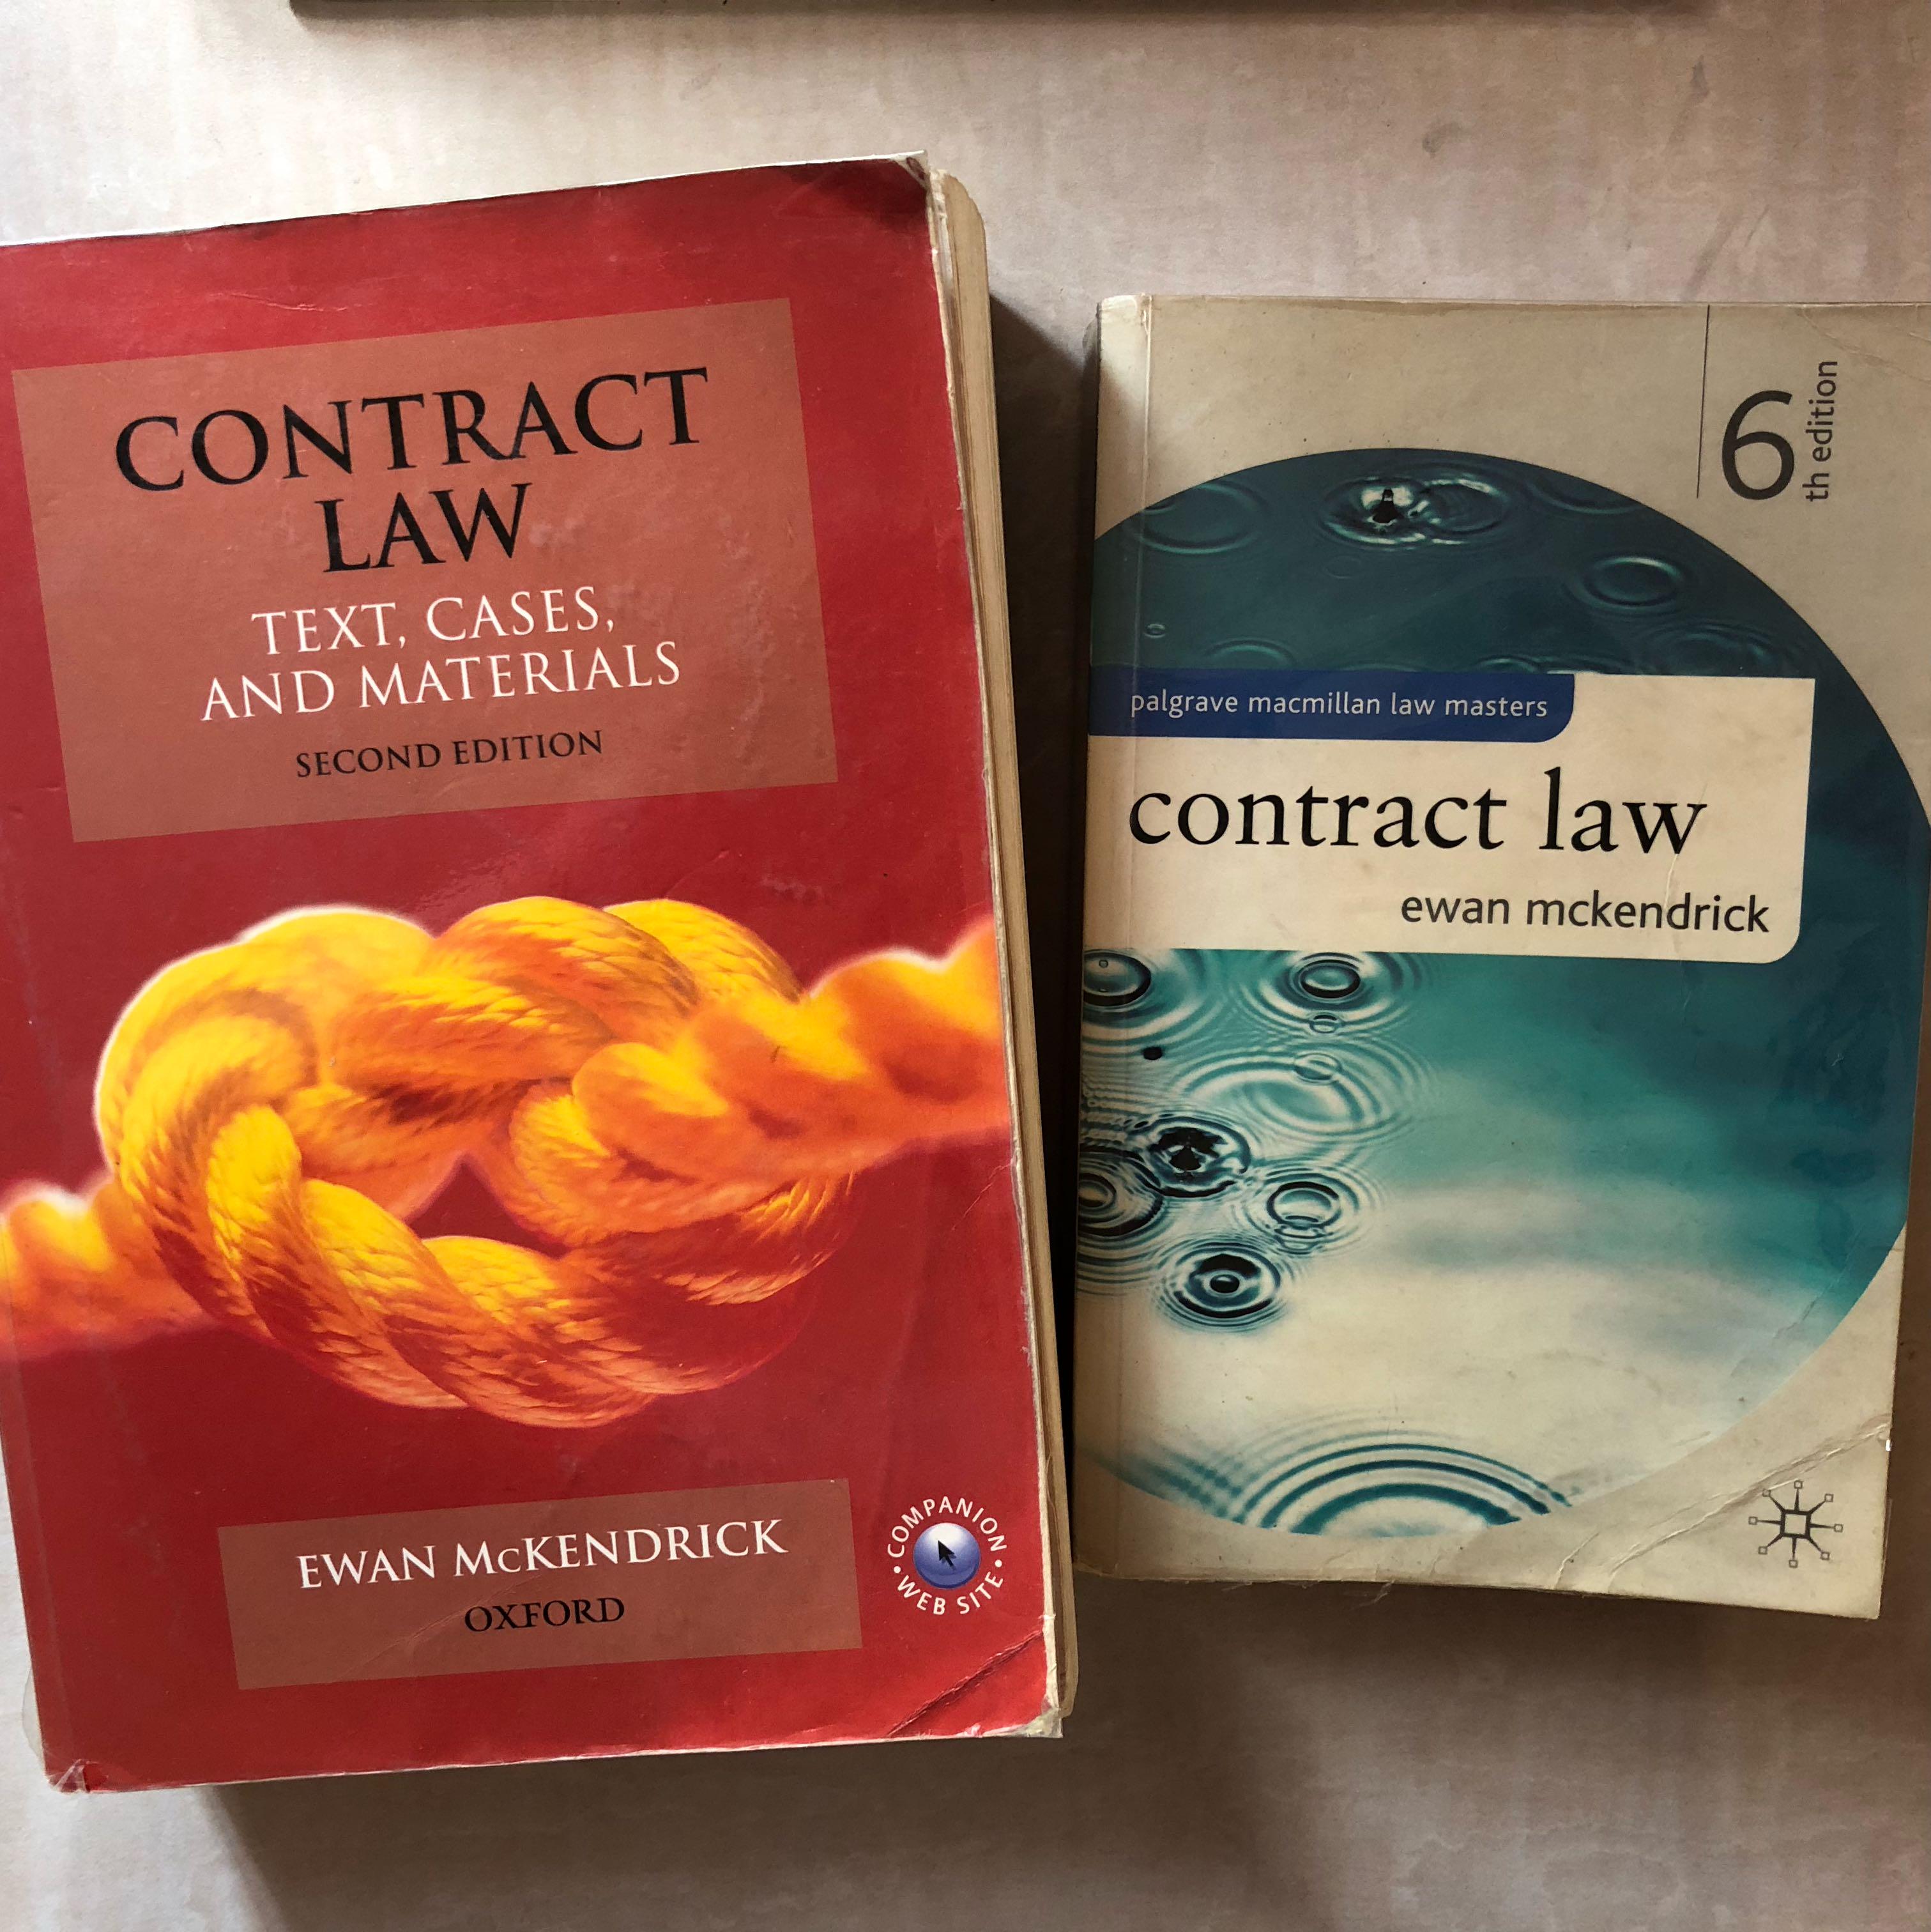 CONTRACT
LAW
TEXT, CASES,
AND MATERIALS
SECOND EDITION
EWAN McKENDRICK
OXFORD
• COMPANION •
WEB SITE
6
th edition
palgrave macmillan law masters
contract law
ewan mckendrick